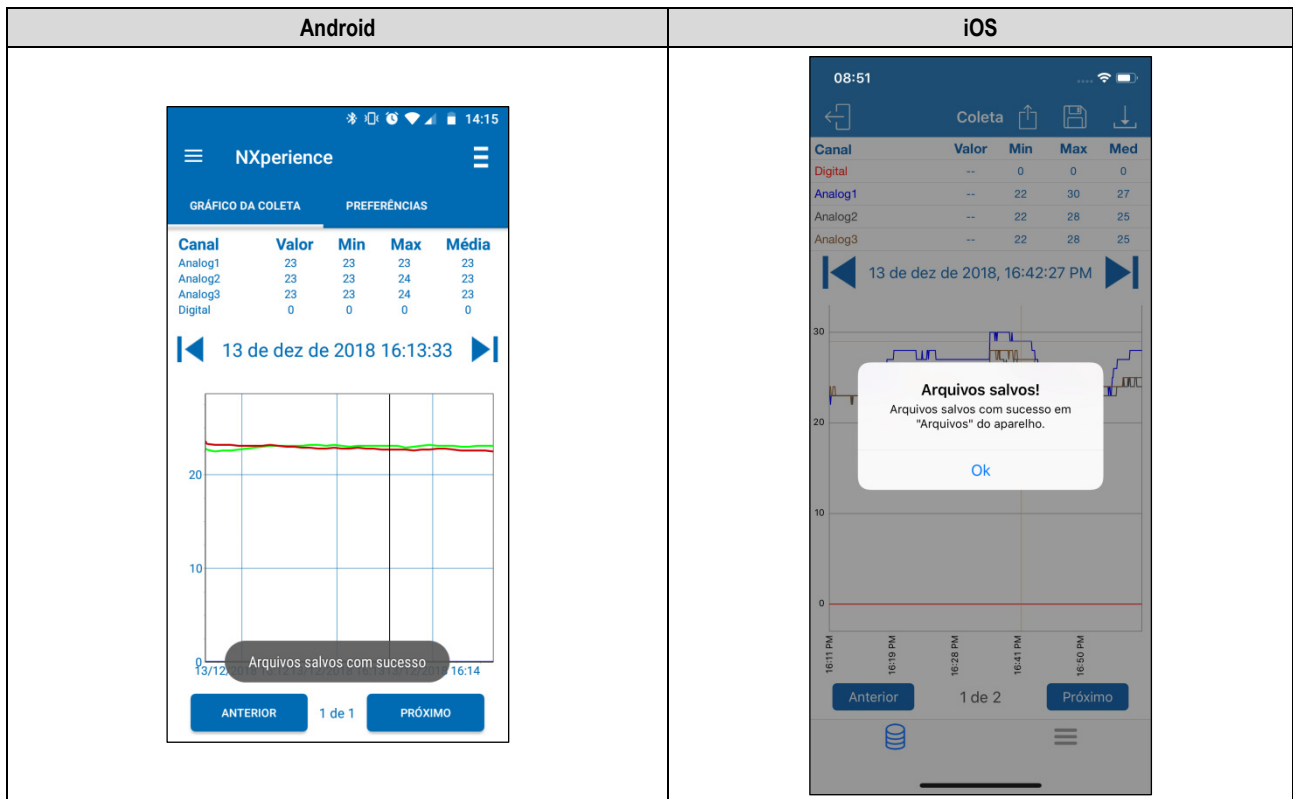 Android
iOS
14:15
NXperience
GRÁFICO DA COLETA PREFERÊNCIAS
Canal Valor Min Max Média
Analog1 23 23 23 23
Analog2 23 23 24 23
Analog3 23 23 24 23
Digital 0 0 0 0
13 de dez de 2018 16:13:33
20
10
0
Arquivos salvos com sucesso
13/12/ 16:14
ANTERIOR 1 de 1 PRÓXIMO
08:51
Coleta
Canal Valor Min Max Med
Digital -- 0 0 0
Analog1 -- 22 30 27
Analog2 -- 22 28 25
Analog3 -- 22 28 25
13 de dez de 2018, 16:42:27 PM
30
20
10
0
Arquivos salvos!
Arquivos salvos com sucesso em
"Arquivos" do aparelho.
Ok
16:11 PM
16:19 PM
16:28 PM
16:41 PM
16:50 PM
Anterior 1 de 2 Próximo